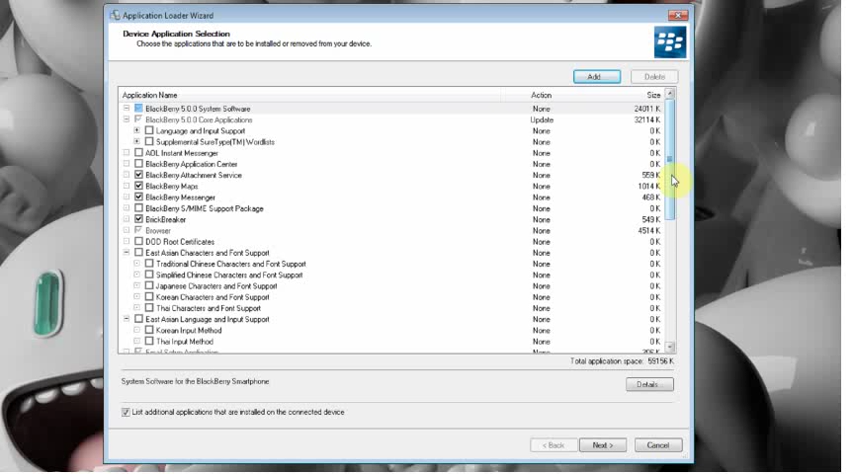 Application Loader Wizard
Device Application Selection
Choose the applications that are to be installed or removed from your device.
Add
Delete
Application Name Action Size
BlackBerry 5.0.0 System Software None 24011 K
BlackBerry 5.0.0 Core Applications Update 32114 K
Language and Input Support None 0 K
Supplemental SureType(TM) Wordlists None 0 K
AOL Instant Messenger None 0 K
BlackBerry Application Center None 0 K
BlackBerry Attachment Service None 559 K
BlackBerry Maps None 1014 K
BlackBerry Messenger None 468 K
BlackBerry S/MIME Support Package None 0 K
BrickBreaker None 549 K
Browser None 4514 K
DOD Root Certificates None 0 K
East Asian Characters and Font Support None 0 K
Traditional Chinese Characters and Font Support None 0 K
Simplified Chinese Characters and Font Support None 0 K
Japanese Characters and Font Support None 0 K
Korean Characters and Font Support None 0 K
Thai Characters and Font Support None 0 K
East Asian Language and Input Support None 0 K
Korean Input Method None 0 K
Thai Input Method None 0 K
Email Setup Application None
Total application space: 59156 K
System Software for the BlackBerry Smartphone
Details
List additional applications that are installed on the connected device
< Back
Next >
Cancel